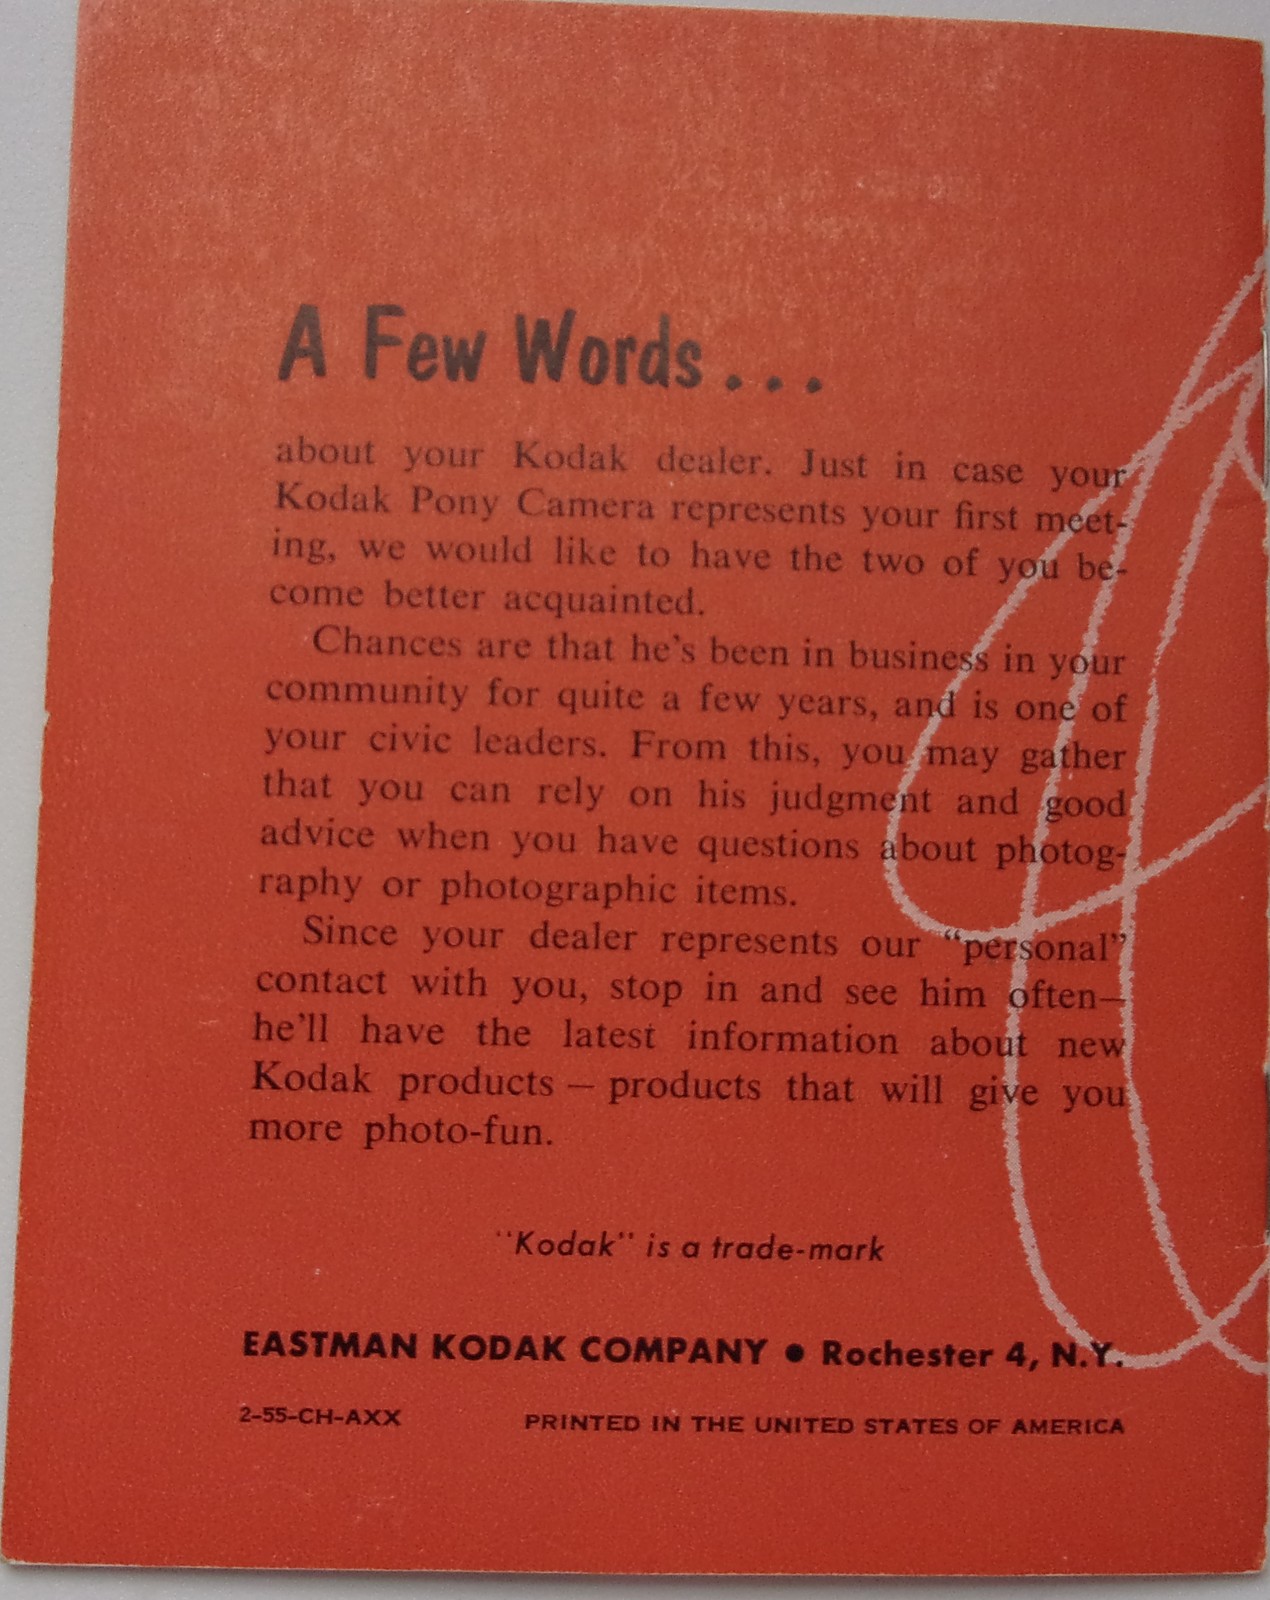 A Few Words...
about your Kodak dealer. Just in case your
Kodak Pony Camera represents your first meet-
ing, we would like to have the two of you be-
come better acquainted.
Chances are that he's been in business in your
community for quite a few years, and is one of
your civic leaders. From this, you may gather
that you can rely on his judgment and good
advice when you have questions about photog-
raphy or photographic items.
Since your dealer represents our “personal”
contact with you, stop in and see him often—
he'll have the latest information about new
Kodak products — products that will give you
more photo-fun.
"Kodak" is a trade-mark
EASTMAN KODAK COMPANY • Rochester 4, N.Y.
2-55-CH-AXX PRINTED IN THE UNITED STATES OF AMERICA